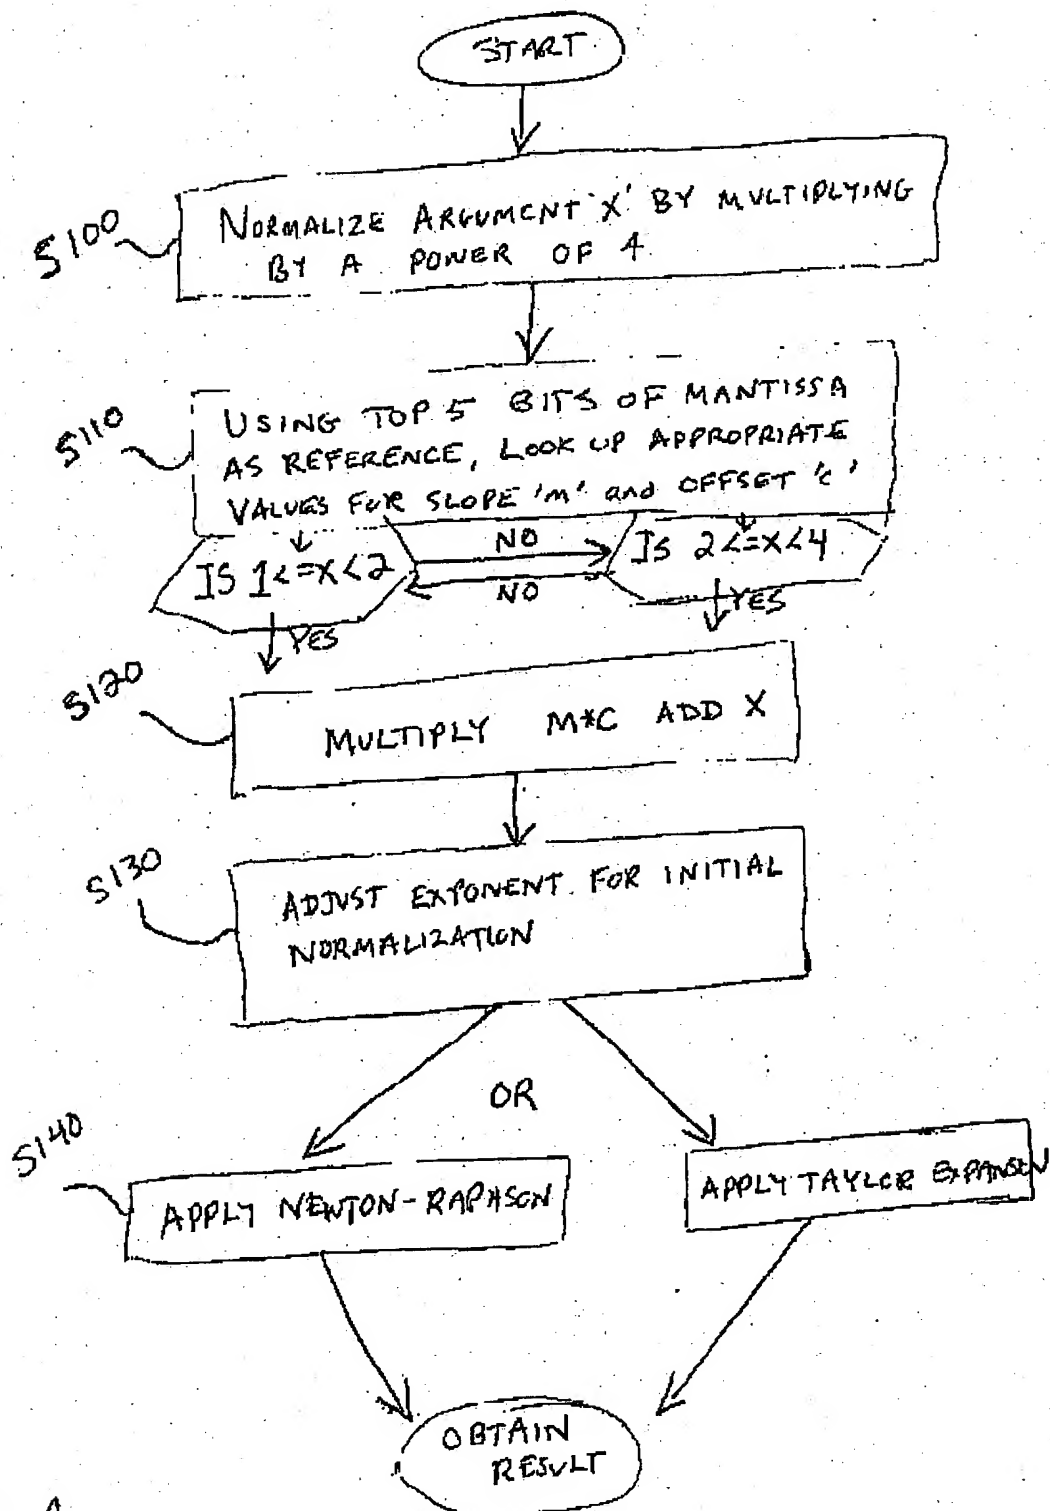 START
S100
NORMALIZE ARGUMENT 'X' BY MULTIPLYING
BY A POWER OF 4
S110
USING TOP 5 BITS OF MANTISSA
AS REFERENCE, LOOK UP APPROPRIATE
VALUES FOR SLOPE 'm' and OFFSET 'c'
IS 1<=X<2
NO
NO
IS 2<=X<4
YES
YES
S120
MULTIPLY M*C ADD X
S130
ADJUST EXPONENT FOR INITIAL
NORMALIZATION
OR
S140
APPLY NEWTON-RAPHSON
APPLY TAYLOR EXPANSION
OBTAIN
RESULT